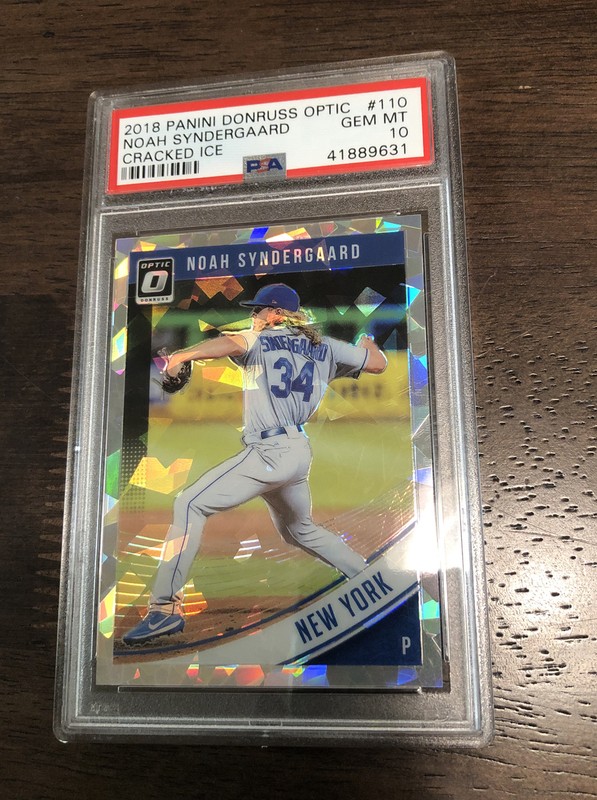 2018 PANINI DONRUSS OPTIC #110
NOAH SYNDERGAARD GEM MT
CRACKED ICE 10
PSA 41889631
OPTIC
O
DONRUSS
NOAH SYNDERGAARD
SYNDERGAARD
34
NEW YORK
P